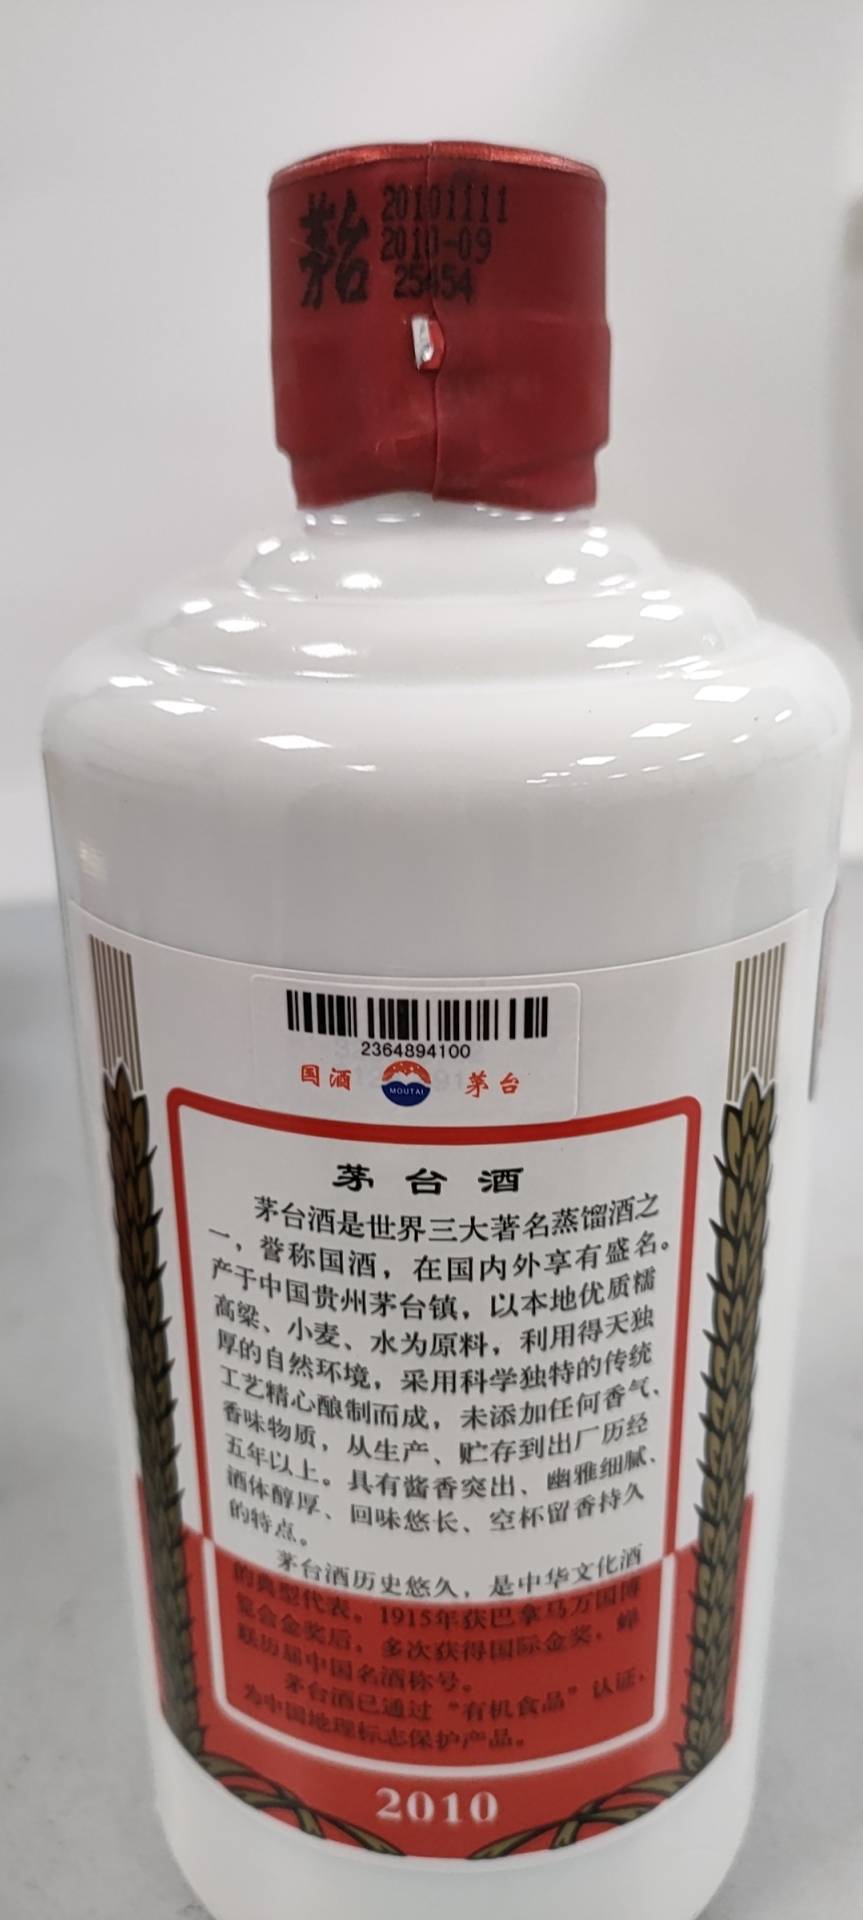 茅台
20101111
2010-09
25454
2364894100
国酒
MOUTAI
茅台
茅台酒
茅台酒是世界三大著名蒸馏酒之
一，誉称国酒，在国内外享有盛名。
产于中国贵州茅台镇，以本地优质糯
高粱、小麦、水为原料，利用得天独
厚的自然环境，采用科学独特的传统
工艺精心酿制而成，未添加任何香气、
香味物质，从生产、贮存到出厂历经
五年以上。具有酱香突出、幽雅细腻、
酒体醇厚、回味悠长、空杯留香持久
的特点。
茅台酒历史悠久，是中华文化酒
的典型代表。1915年获巴拿马万国博
览会金奖后，多次获得国际金奖，蝉
联历届中国名酒称号。
茅台酒已通过“有机食品”认证，
为中国地理标志保护产品。
2010